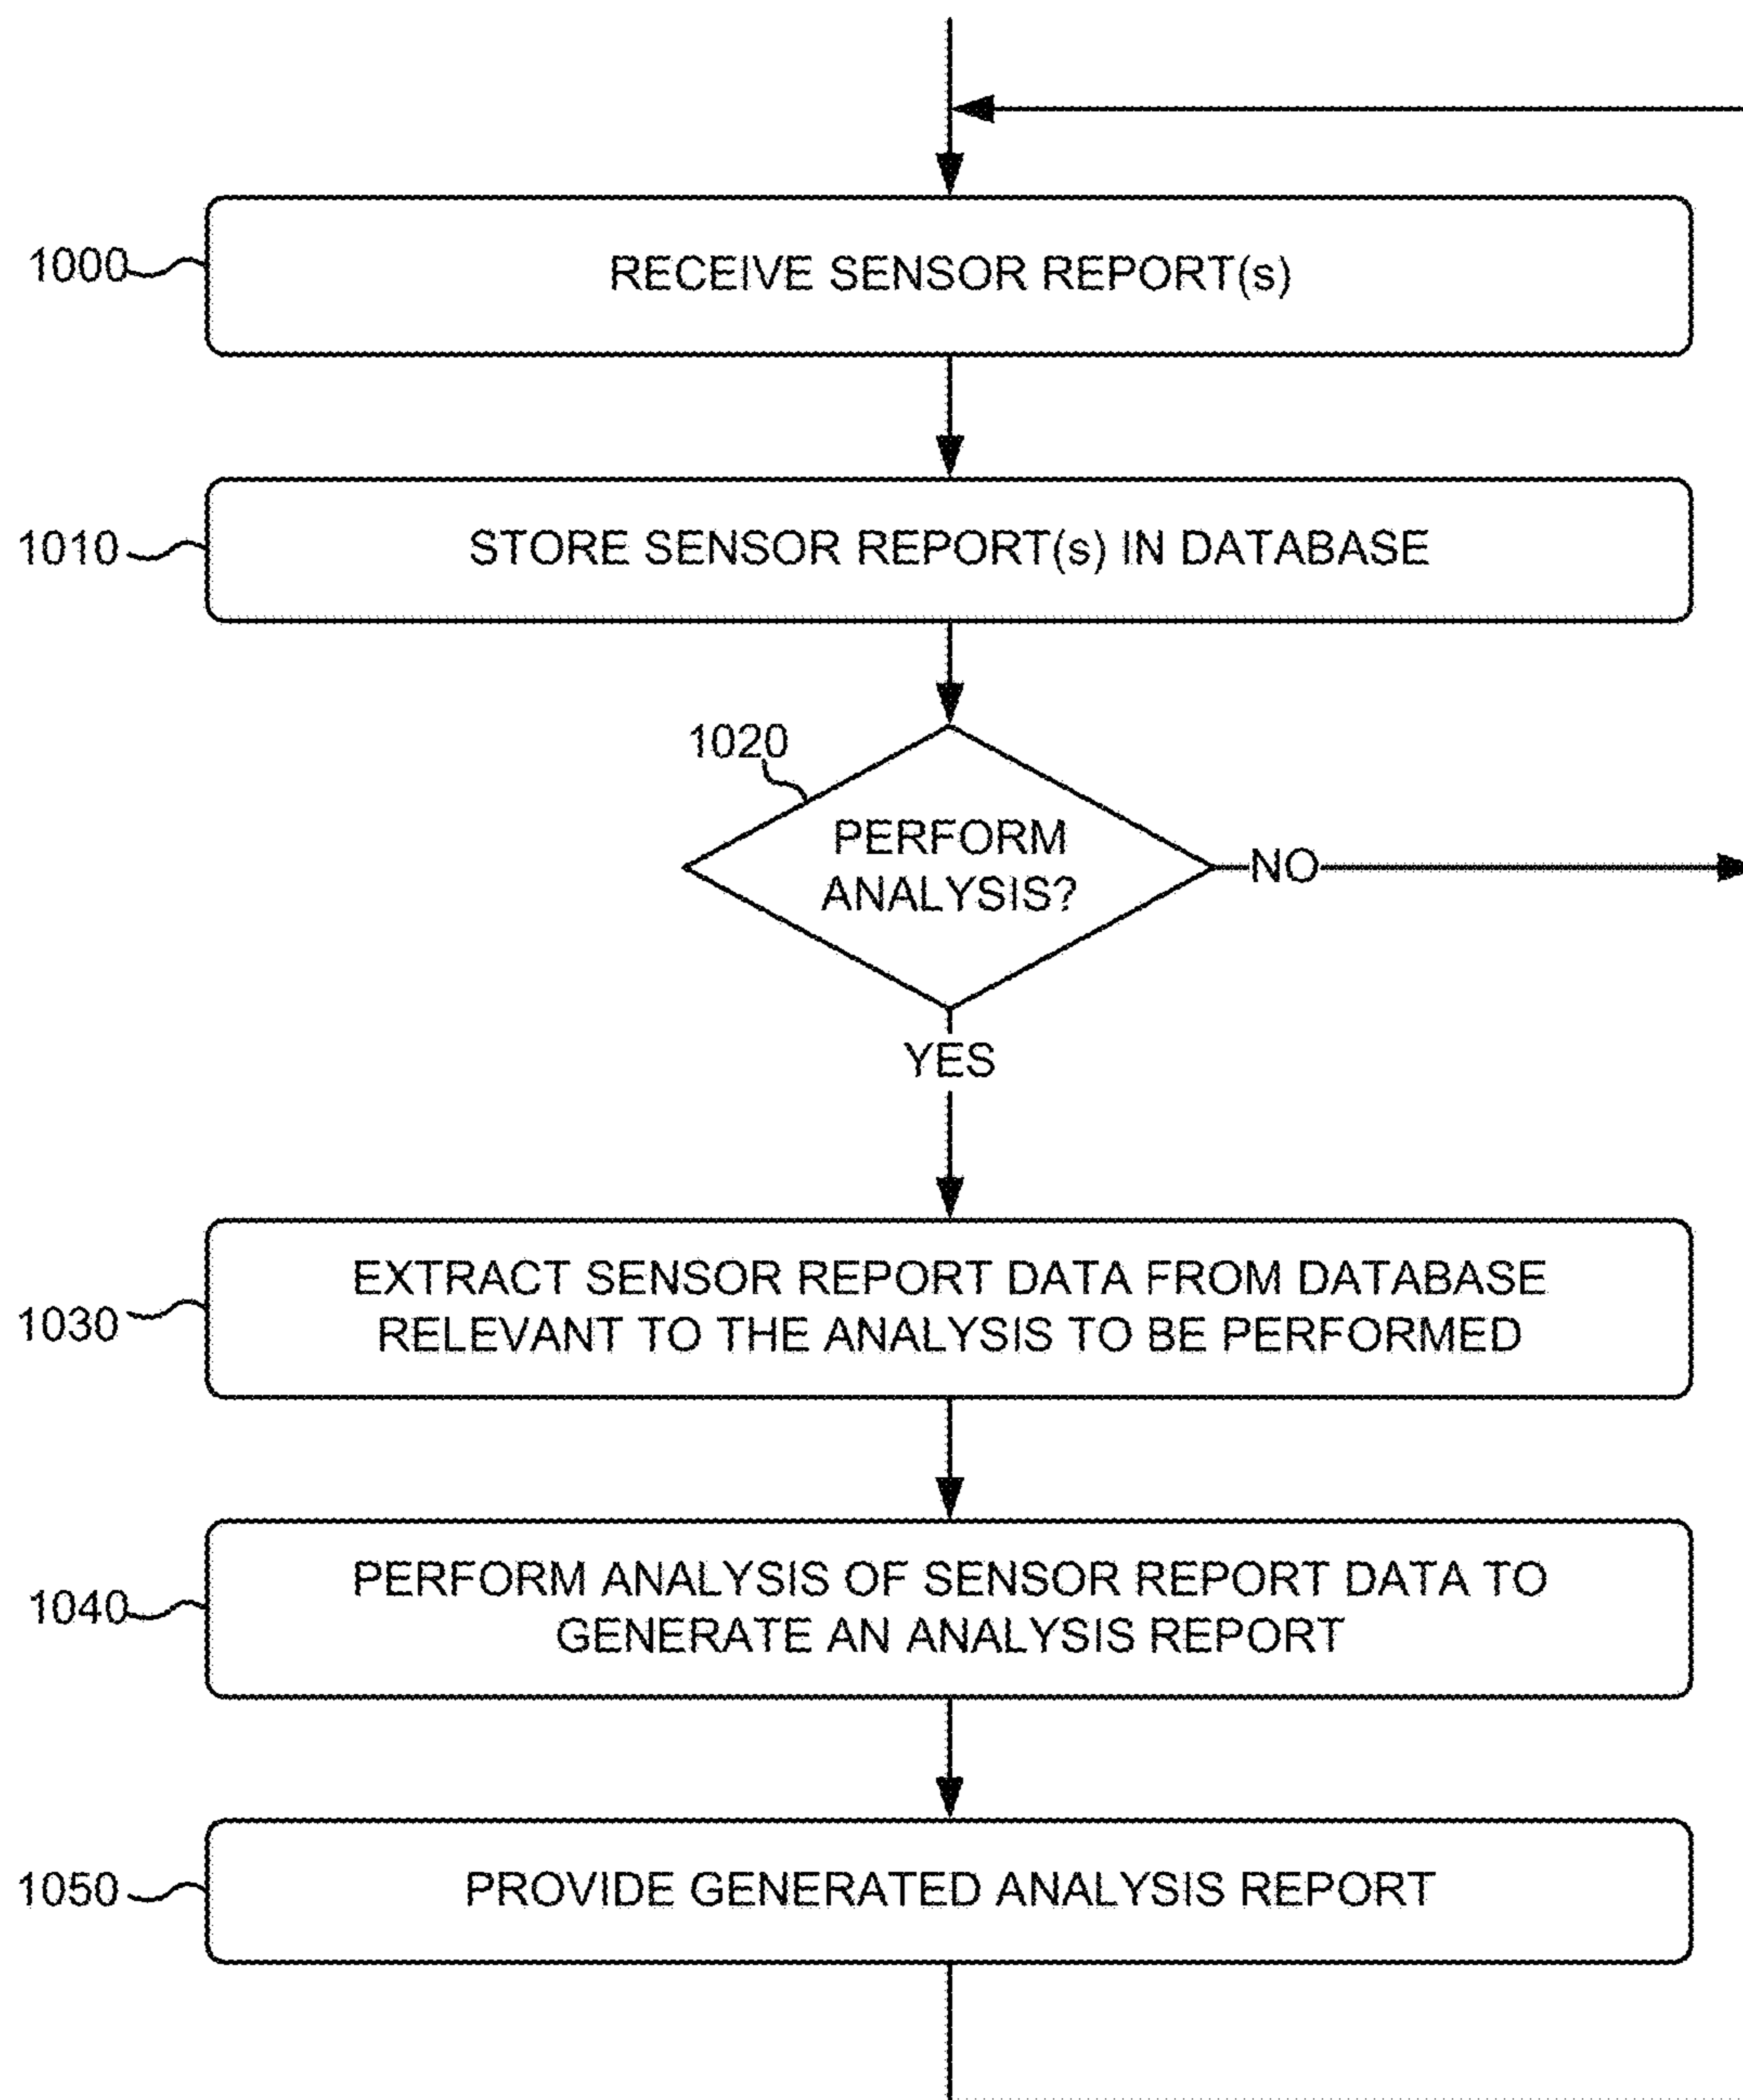 1000
RECEIVE SENSOR REPORT(s)
1010
STORE SENSOR REPORT(s) IN DATABASE
1020
PERFORM
ANALYSIS?
NO
YES
1030
EXTRACT SENSOR REPORT DATA FROM DATABASE
RELEVANT TO THE ANALYSIS TO BE PERFORMED
1040
PERFORM ANALYSIS OF SENSOR REPORT DATA TO
GENERATE AN ANALYSIS REPORT
1050
PROVIDE GENERATED ANALYSIS REPORT